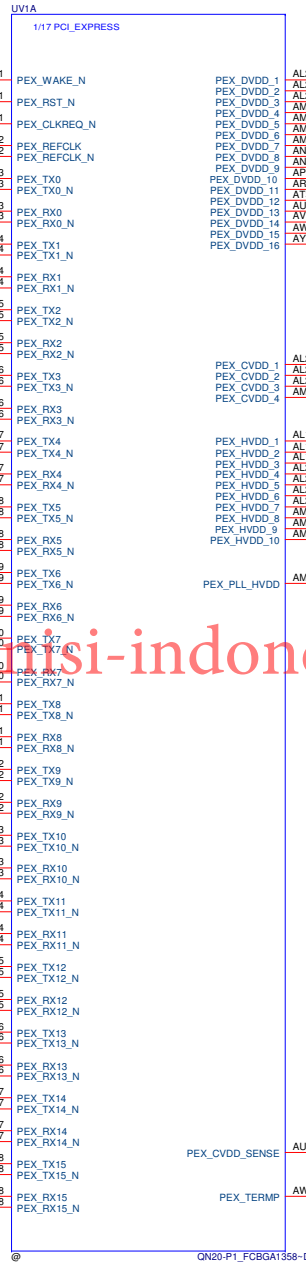 UV1A
1/17 PCI_EXPRESS
PEX_WAKE_N
PEX_RST_N
PEX_CLKREQ_N
PEX_REFCLK
PEX_REFCLK_N
PEX_TX0
PEX_TX0_N
PEX_RX0
PEX_RX0_N
PEX_TX1
PEX_TX1_N
PEX_RX1
PEX_RX1_N
PEX_TX2
PEX_TX2_N
PEX_RX2
PEX_RX2_N
PEX_TX3
PEX_TX3_N
PEX_RX3
PEX_RX3_N
PEX_TX4
PEX_TX4_N
PEX_RX4
PEX_RX4_N
PEX_TX5
PEX_TX5_N
PEX_RX5
PEX_RX5_N
PEX_TX6
PEX_TX6_N
PEX_RX6
PEX_RX6_N
PEX_TX7
PEX_TX7_N
PEX_RX7
PEX_RX7_N
PEX_TX8
PEX_TX8_N
PEX_RX8
PEX_RX8_N
PEX_TX9
PEX_TX9_N
PEX_RX9
PEX_RX9_N
PEX_TX10
PEX_TX10_N
PEX_RX10
PEX_RX10_N
PEX_TX11
PEX_TX11_N
PEX_RX11
PEX_RX11_N
PEX_TX12
PEX_TX12_N
PEX_RX12
PEX_RX12_N
PEX_TX13
PEX_TX13_N
PEX_RX13
PEX_RX13_N
PEX_TX14
PEX_TX14_N
PEX_RX14
PEX_RX14_N
PEX_TX15
PEX_TX15_N
PEX_RX15
PEX_RX15_N
PEX_DVDD_1
PEX_DVDD_2
PEX_DVDD_3
PEX_DVDD_4
PEX_DVDD_5
PEX_DVDD_6
PEX_DVDD_7
PEX_DVDD_8
PEX_DVDD_9
PEX_DVDD_10
PEX_DVDD_11
PEX_DVDD_12
PEX_DVDD_13
PEX_DVDD_14
PEX_DVDD_15
PEX_DVDD_16
PEX_CVDD_1
PEX_CVDD_2
PEX_CVDD_3
PEX_CVDD_4
PEX_HVDD_1
PEX_HVDD_2
PEX_HVDD_3
PEX_HVDD_4
PEX_HVDD_5
PEX_HVDD_6
PEX_HVDD_7
PEX_HVDD_8
PEX_HVDD_9
PEX_HVDD_10
PEX_PLL_HVDD
PEX_CVDD_SENSE
PEX_TERMP
nisi-indone
@
QN20-P1_FCBGA1358~D